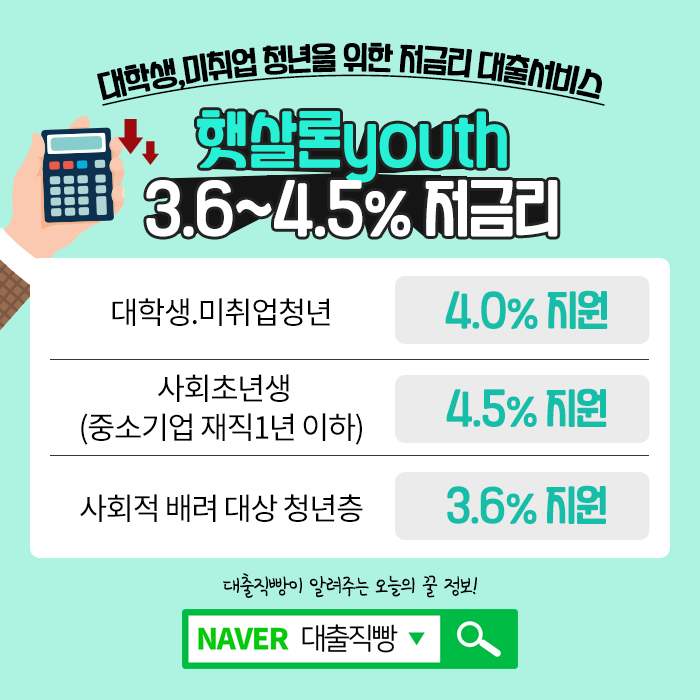 대학생,미취업 청년을 위한 저금리 대출서비스
햇살론youth
3.6~4.5% 저금리
대학생.미취업청년
4.0% 지원
사회초년생
(중소기업 재직1년 이하)
4.5% 지원
사회적 배려 대상 청년층
3.6% 지원
대출직빵이 알려주는 오늘의 꿀 정보!
NAVER 대출직빵